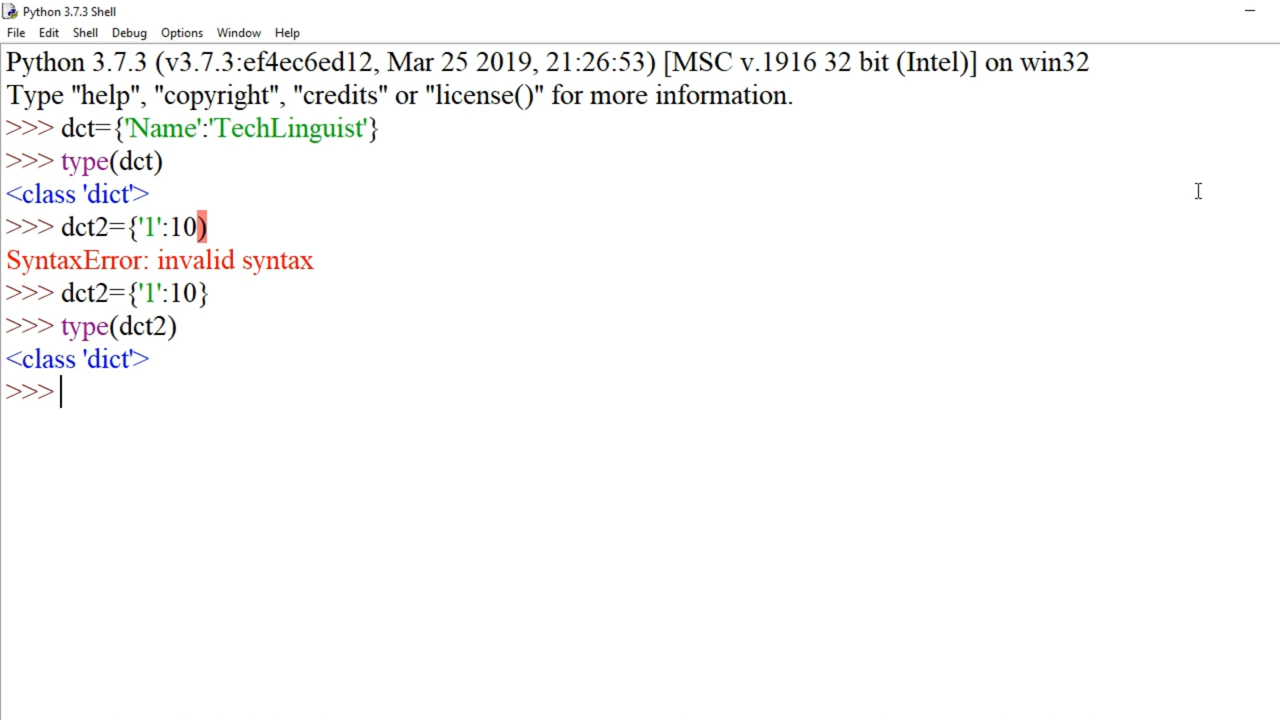 Python 3.7.3 Shell
File Edit Shell Debug Options Window Help
Python 3.7.3 (v3.7.3:ef4ec6ed12, Mar 25 2019, 21:26:53) [MSC v.1916 32 bit (Intel)] on win32
Type "help", "copyright", "credits" or "license()" for more information.
>>> dct={'Name':'TechLinguist'}
>>> type(dct)
<class 'dict'>
>>> dct2={'1':10)
SyntaxError: invalid syntax
>>> dct2={'1':10}
>>> type(dct2)
<class 'dict'>
>>>